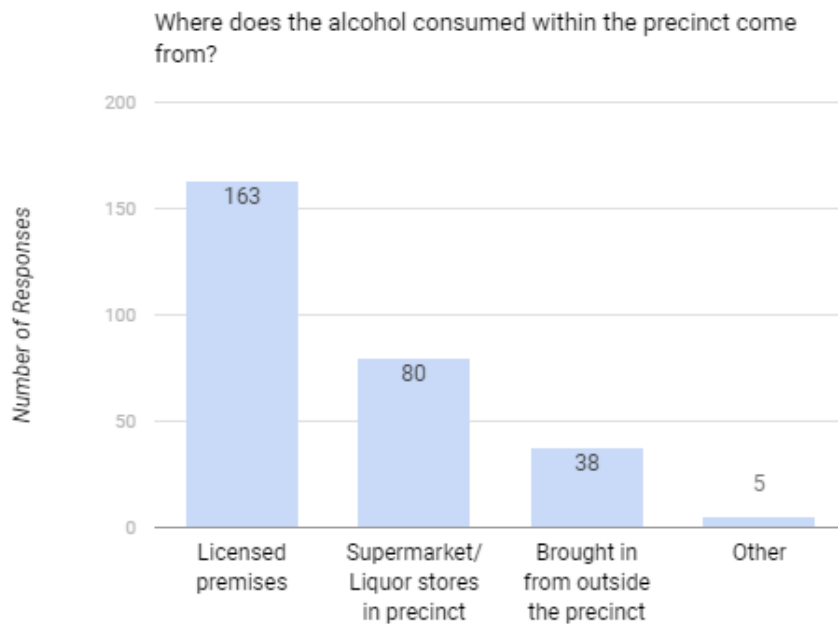 Where does the alcohol consumed within the precinct come
from?
Number of Responses
200
150
100
50
0
163
80
38
5
Licensed
premises
Supermarket/
Liquor stores
in precinct
Brought in
from outside
the precinct
Other